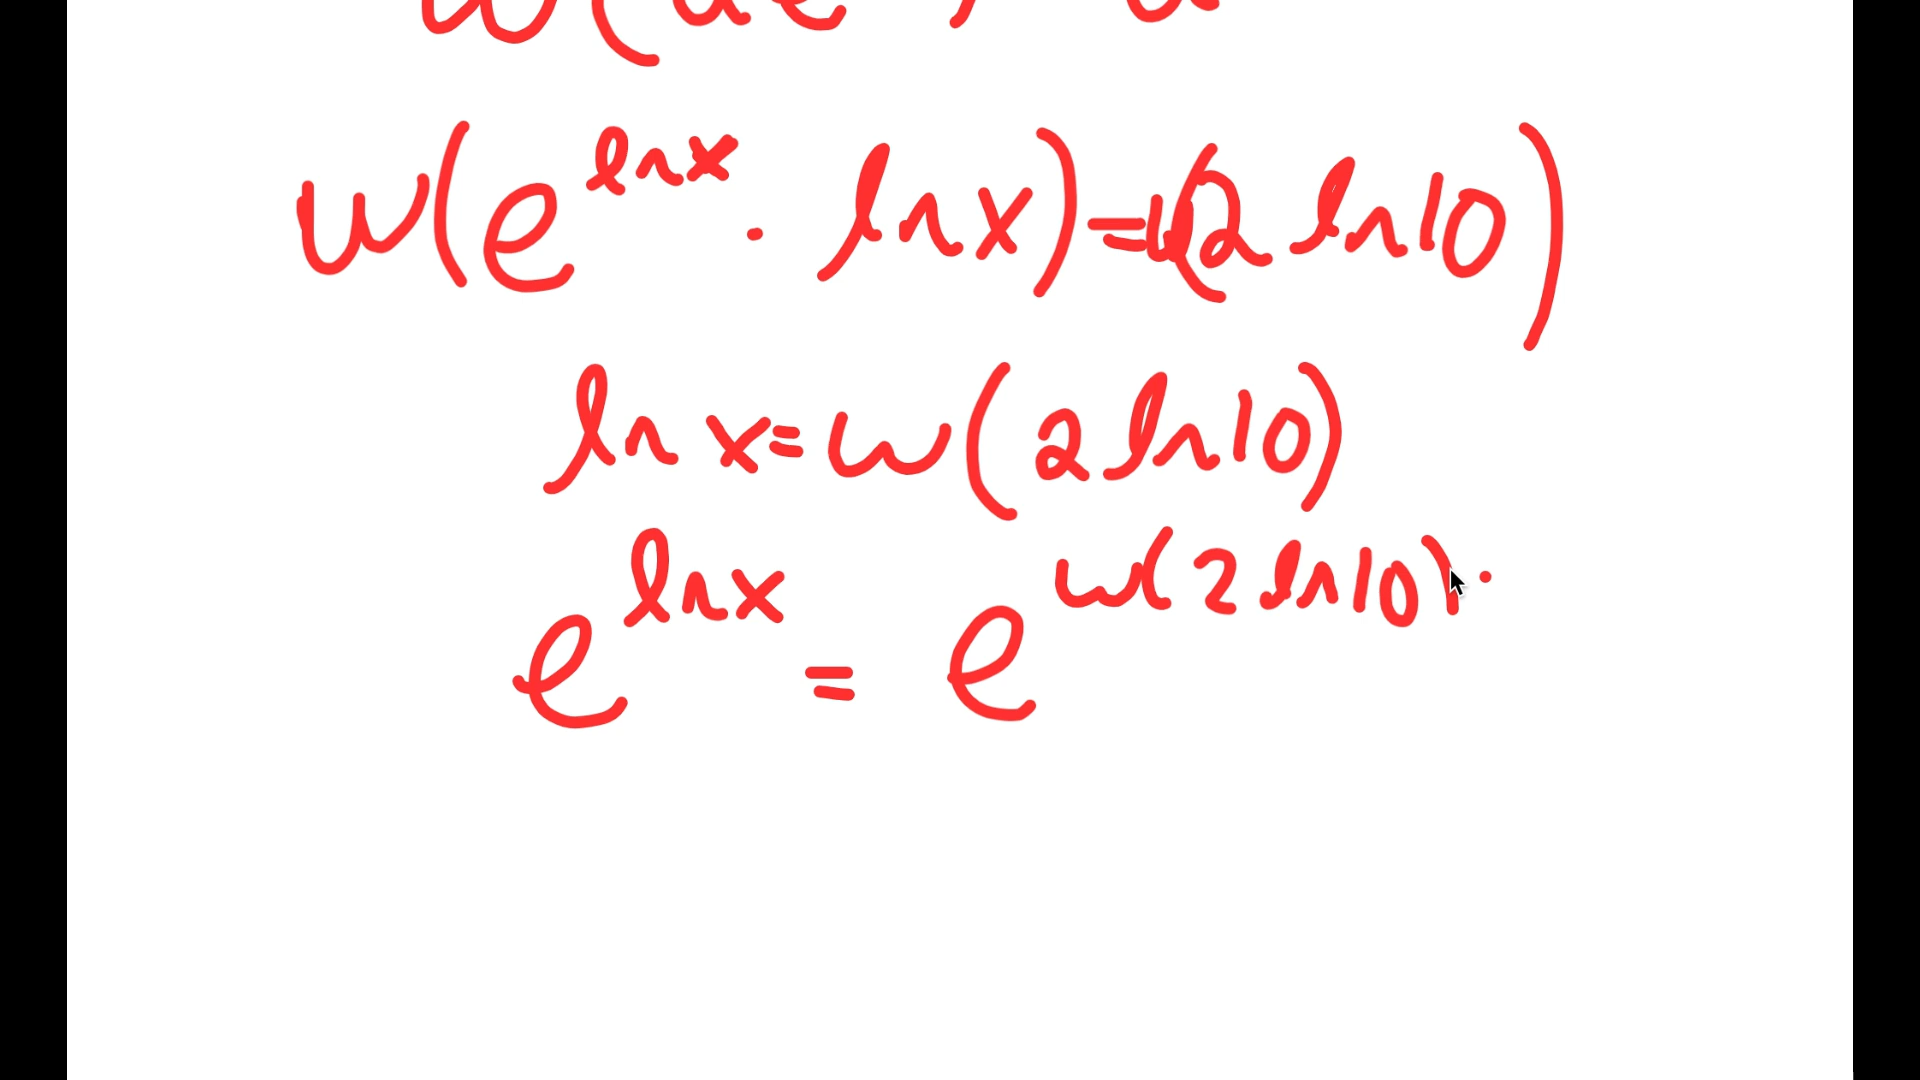 W(e^{ln x} · ln x) = W(2 ln 10)
ln x = W(2 ln 10)
e^{ln x} = e^{W(2 ln 10)} ·